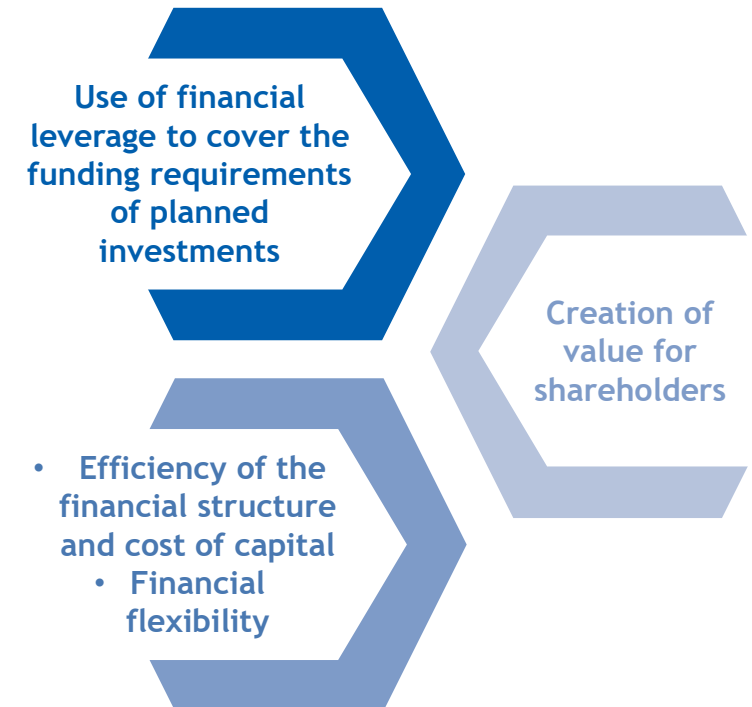 Use of financial
leverage to cover the
funding requirements
of planned
investments
Creation of
value for
shareholders
• Efficiency of the
financial structure
and cost of capital
• Financial
flexibility